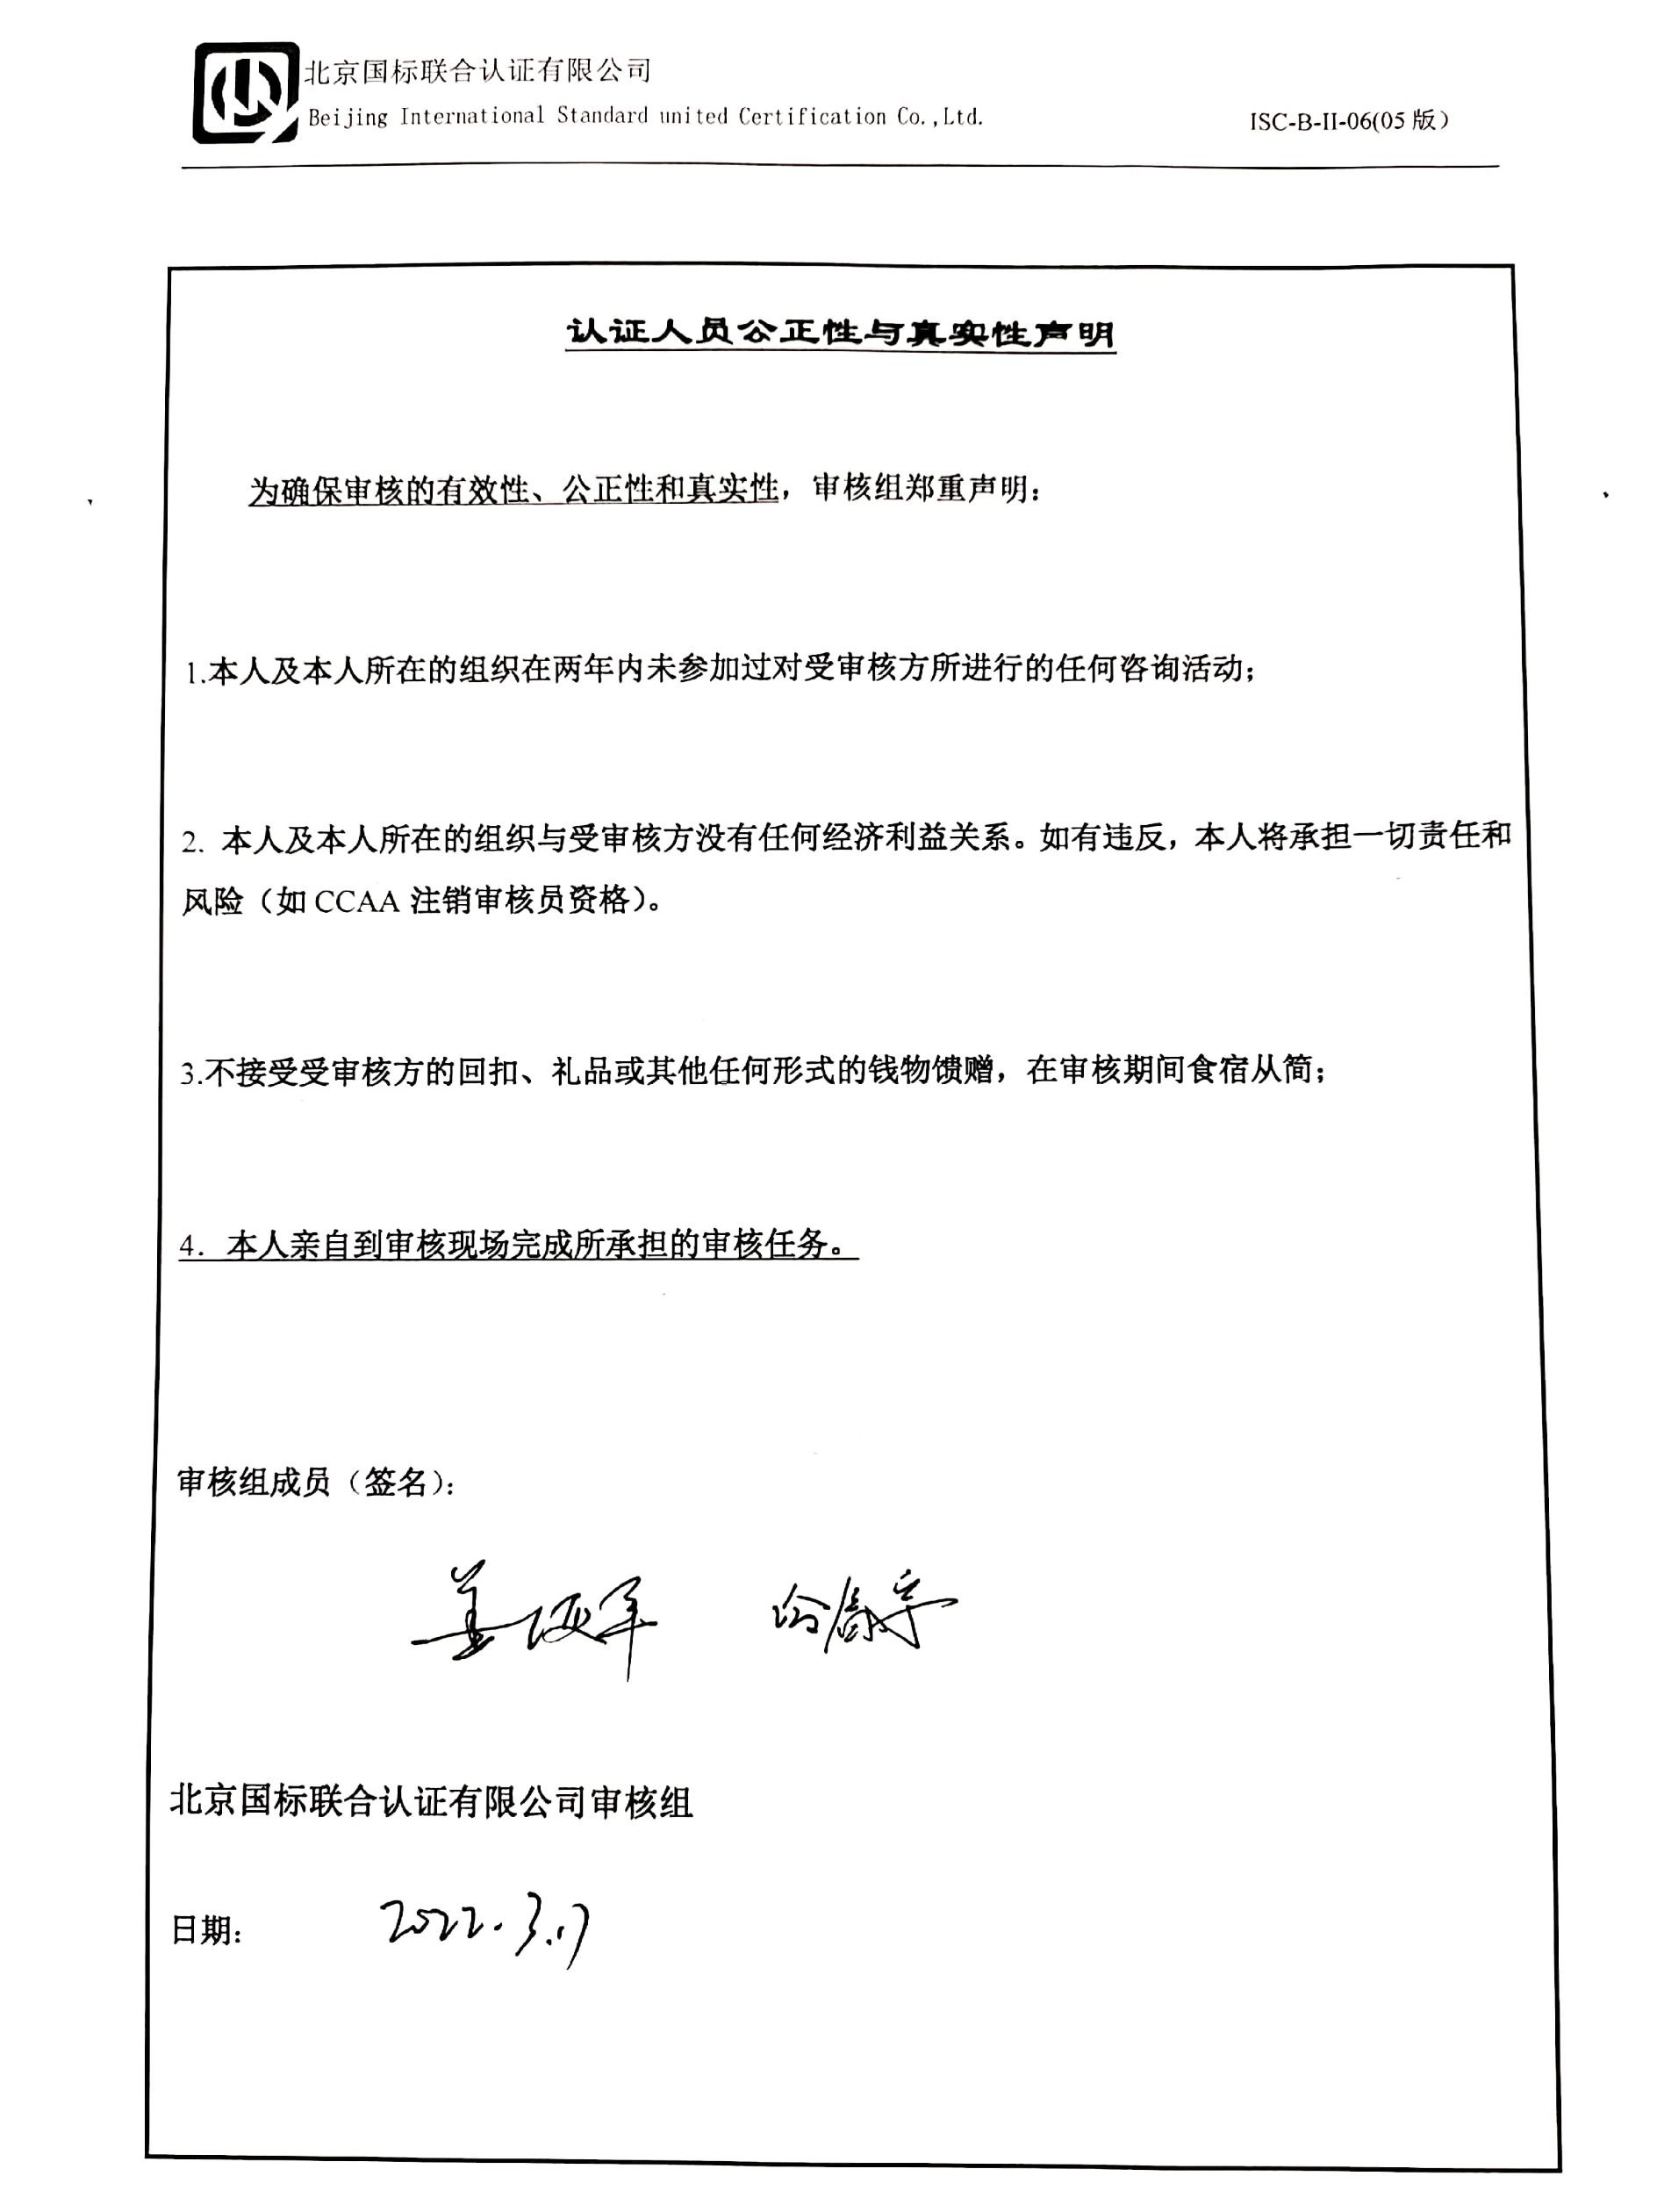 北京国标联合认证有限公司
Beijing International Standard united Certification Co.,Ltd.
ISC-B-II-06(05 版)
认证人员公正性与真实性声明
为确保审核的有效性、公正性和真实性，审核组郑重声明：
1.本人及本人所在的组织在两年内未参加过对受审核方所进行的任何咨询活动；
2. 本人及本人所在的组织与受审核方没有任何经济利益关系。如有违反，本人将承担一切责任和
风险（如 CCAA 注销审核员资格）。
3.不接受受审核方的回扣、礼品或其他任何形式的钱物馈赠，在审核期间食宿从简；
4. 本人亲自到审核现场完成所承担的审核任务。
审核组成员（签名）：
北京国标联合认证有限公司审核组
日期： 2022.3.17